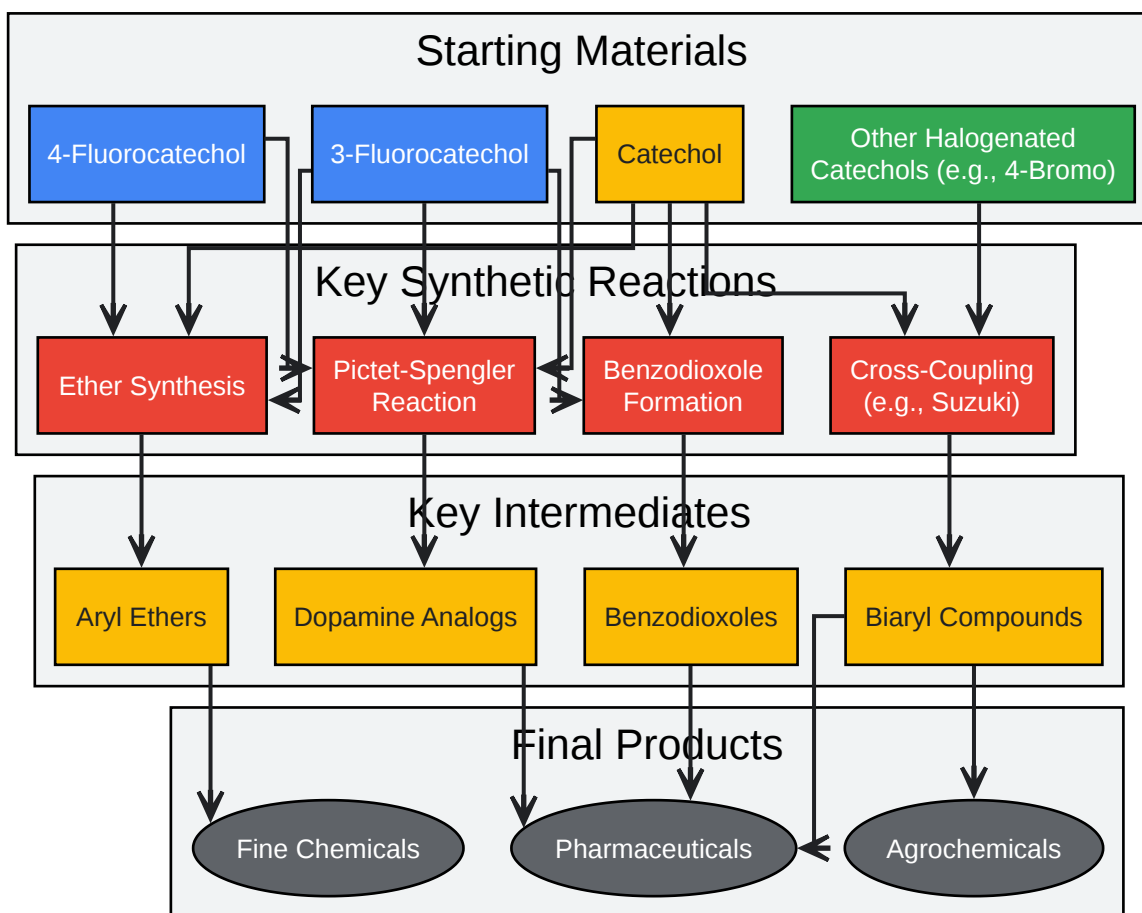 Starting Materials
4-Fluorocatechol
3-Fluorocatechol
Catechol
Other Halogenated
Catechols (e.g., 4-Bromo)
Key Synthetic Reactions
Ether Synthesis
Pictet-Spengler
Reaction
Benzodioxole
Formation
Cross-Coupling
(e.g., Suzuki)
Key Intermediates
Aryl Ethers
Dopamine Analogs
Benzodioxoles
Biaryl Compounds
Final Products
Fine Chemicals
Pharmaceuticals
Agrochemicals